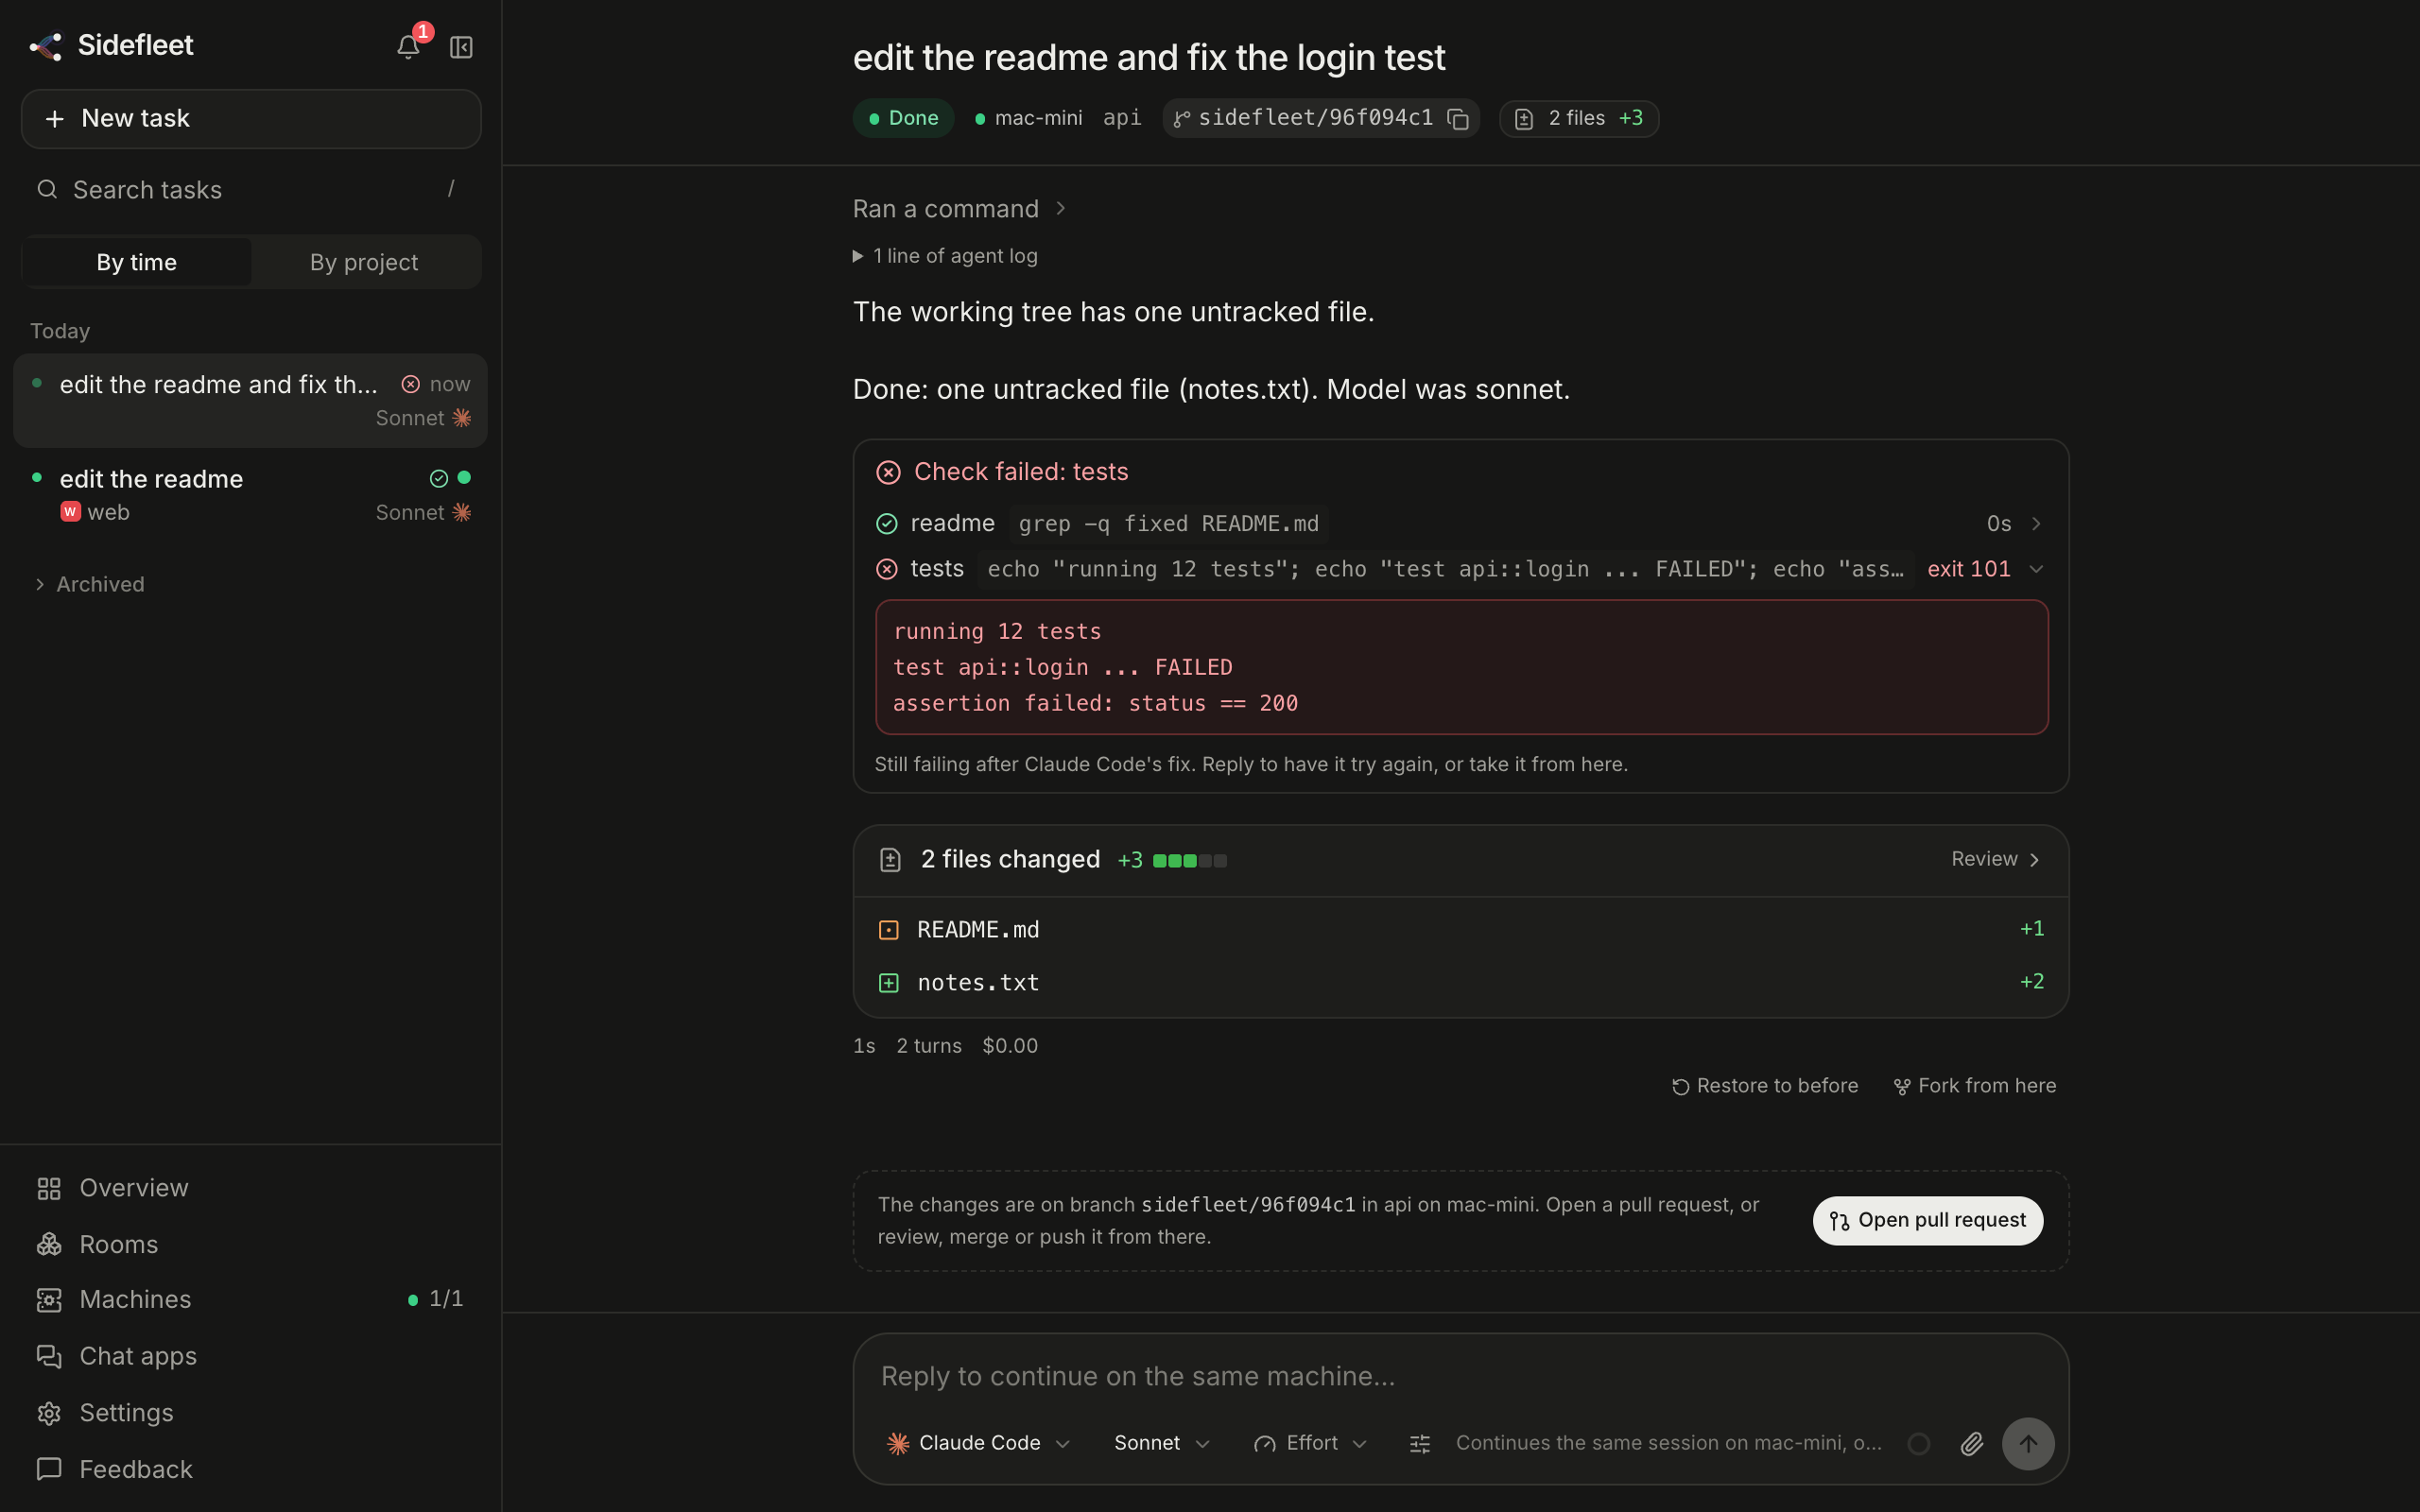 Sidefleet
1
New task
Search tasks /
By time
By project
Today
edit the readme and fix th... now
Sonnet
edit the readme
W web Sonnet
Archived
Overview
Rooms
Machines 1/1
Chat apps
Settings
Feedback
edit the readme and fix the login test
Done mac-mini api sidefleet/96f094c1 2 files +3
Ran a command
1 line of agent log
The working tree has one untracked file.
Done: one untracked file (notes.txt). Model was sonnet.
Check failed: tests
readme grep -q fixed README.md 0s
tests echo "running 12 tests"; echo "test api::login ... FAILED"; echo "ass… exit 101
running 12 tests
test api::login ... FAILED
assertion failed: status == 200
Still failing after Claude Code's fix. Reply to have it try again, or take it from here.
2 files changed +3 Review
README.md +1
notes.txt +2
1s 2 turns $0.00
Restore to before Fork from here
The changes are on branch sidefleet/96f094c1 in api on mac-mini. Open a pull request, or
review, merge or push it from there.
Open pull request
Reply to continue on the same machine...
Claude Code Sonnet Effort Continues the same session on mac-mini, o...